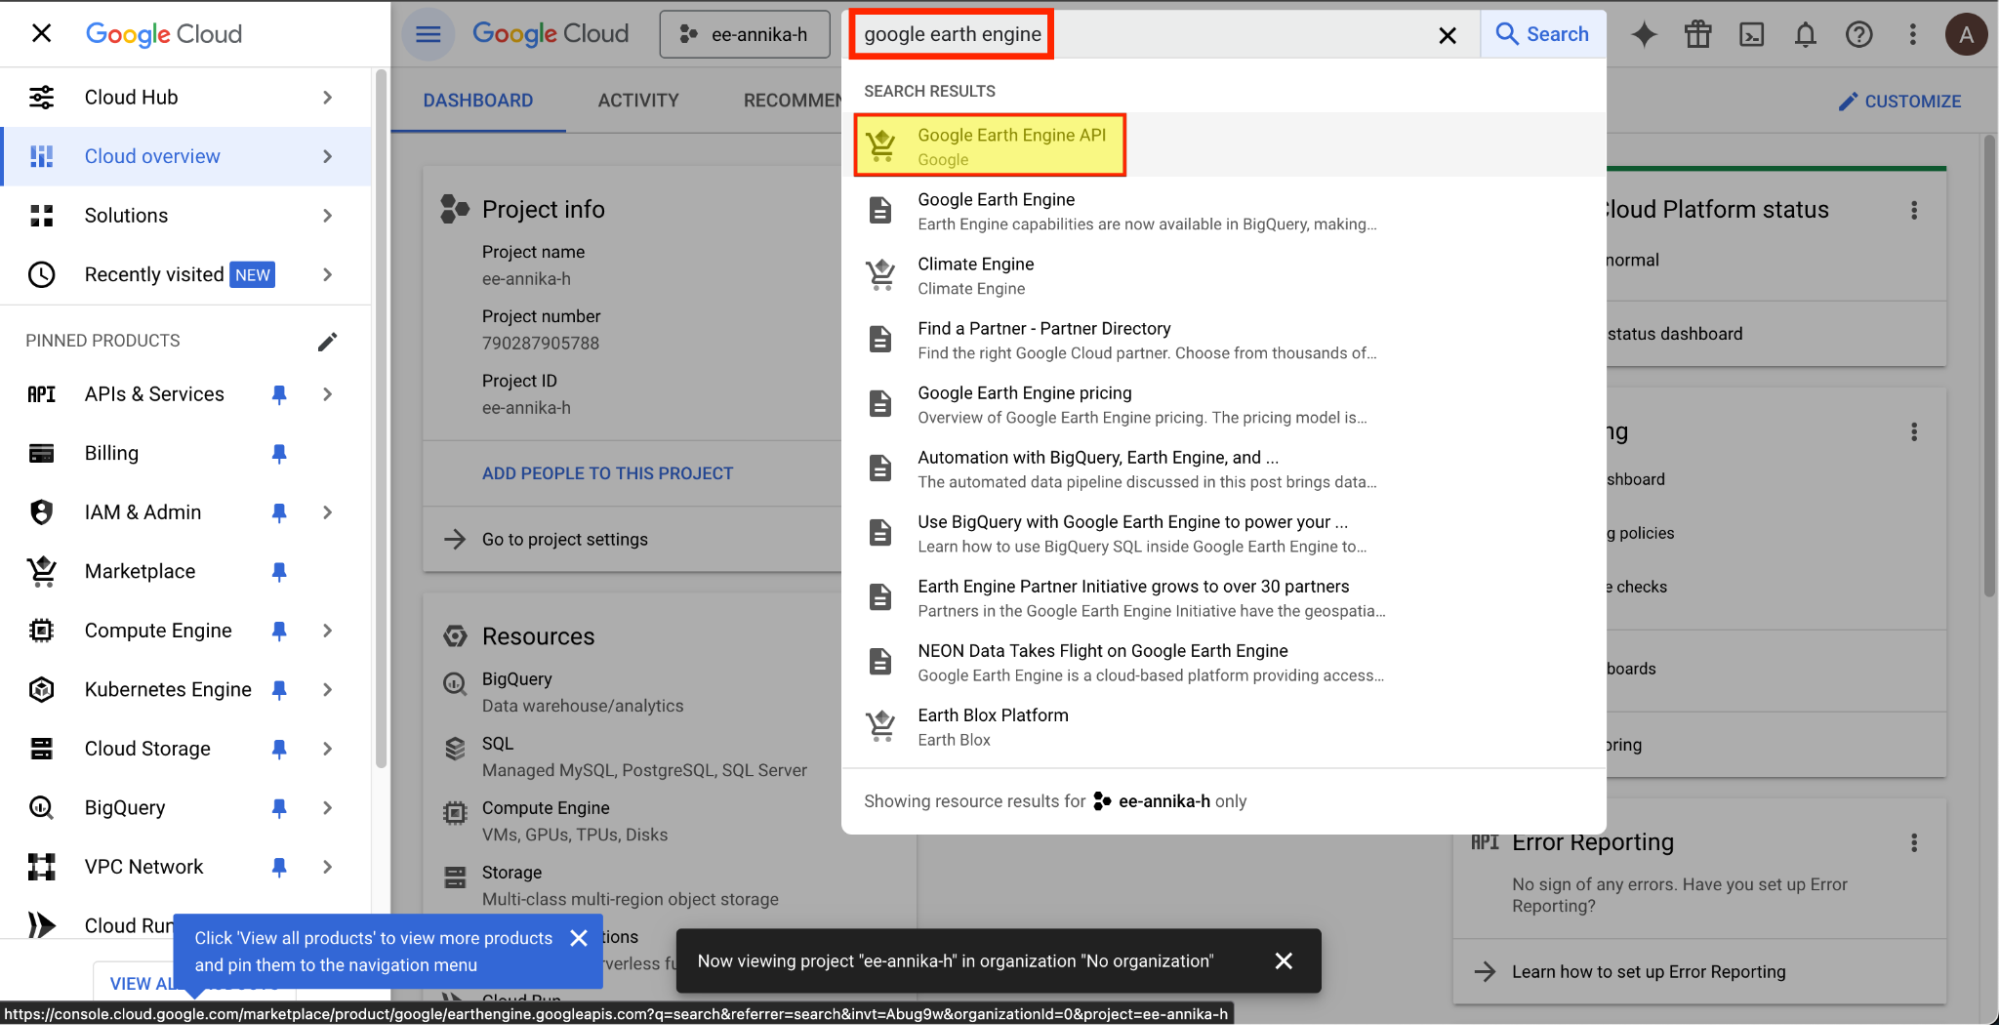 Google Cloud
Cloud Hub
Cloud overview
Solutions
Recently visited NEW
PINNED PRODUCTS
API APIs & Services
Billing
IAM & Admin
Marketplace
Compute Engine
Kubernetes Engine
Cloud Storage
BigQuery
VPC Network
Cloud Run
Click 'View all products' to view more products
and pin them to the navigation menu
VIEW ALL
Google Cloud
ee-annika-h
google earth engine
Search
A
DASHBOARD
ACTIVITY
RECOMMEN
CUSTOMIZE
Project info
Project name
ee-annika-h
Project number
790287905788
Project ID
ee-annika-h
ADD PEOPLE TO THIS PROJECT
Go to project settings
Resources
BigQuery
Data warehouse/analytics
SQL
Managed MySQL, PostgreSQL, SQL Server
Compute Engine
VMs, GPUs, TPUs, Disks
Storage
Multi-class multi-region object storage
tions
verless fu
Cloud Run
SEARCH RESULTS
Google Earth Engine API
Google
Google Earth Engine
Earth Engine capabilities are now available in BigQuery, making...
Climate Engine
Climate Engine
Find a Partner - Partner Directory
Find the right Google Cloud partner. Choose from thousands of...
Google Earth Engine pricing
Overview of Google Earth Engine pricing. The pricing model is...
Automation with BigQuery, Earth Engine, and ...
The automated data pipeline discussed in this post brings data...
Use BigQuery with Google Earth Engine to power your ...
Learn how to use BigQuery SQL inside Google Earth Engine to...
Earth Engine Partner Initiative grows to over 30 partners
Partners in the Google Earth Engine Initiative have the geospatia...
NEON Data Takes Flight on Google Earth Engine
Google Earth Engine is a cloud-based platform providing access...
Earth Blox Platform
Earth Blox
Showing resource results for ee-annika-h only
Cloud Platform status
normal
status dashboard
ng
shboard
g policies
e checks
boards
oring
API Error Reporting
No sign of any errors. Have you set up Error
Reporting?
Learn how to set up Error Reporting
Now viewing project "ee-annika-h" in organization "No organization"
https://console.cloud.google.com/marketplace/product/google/earthengine.googleapis.com?q=search&referrer=search&invt=Abug9w&organizationId=0&project=ee-annika-h